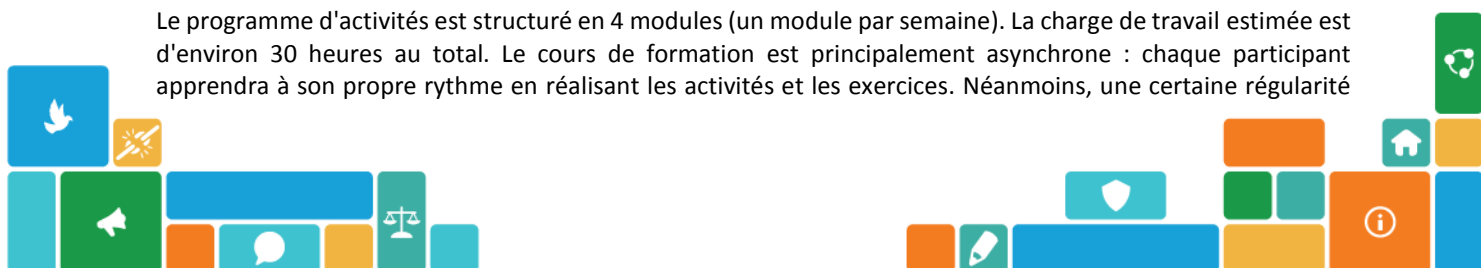 Le programme d'activités est structuré en 4 modules (un module par semaine). La charge de travail estimée est
d'environ 30 heures au total. Le cours de formation est principalement asynchrone : chaque participant
apprendra à son propre rythme en réalisant les activités et les exercices. Néanmoins, une certaine régularité